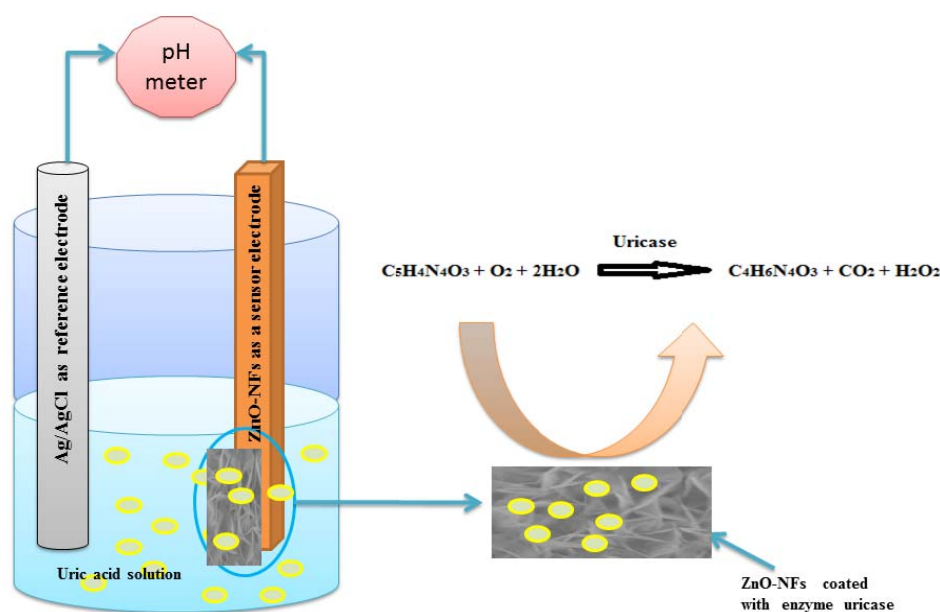 pH
meter
Ag/AgCl as reference electrode
ZnO-NFs as a sensor electrode
Uric acid solution
Uricase
C₅H₄N₄O₃ + O₂ + 2H₂O C₄H₆N₄O₃ + CO₂ + H₂O₂
ZnO-NFs coated
with enzyme uricase